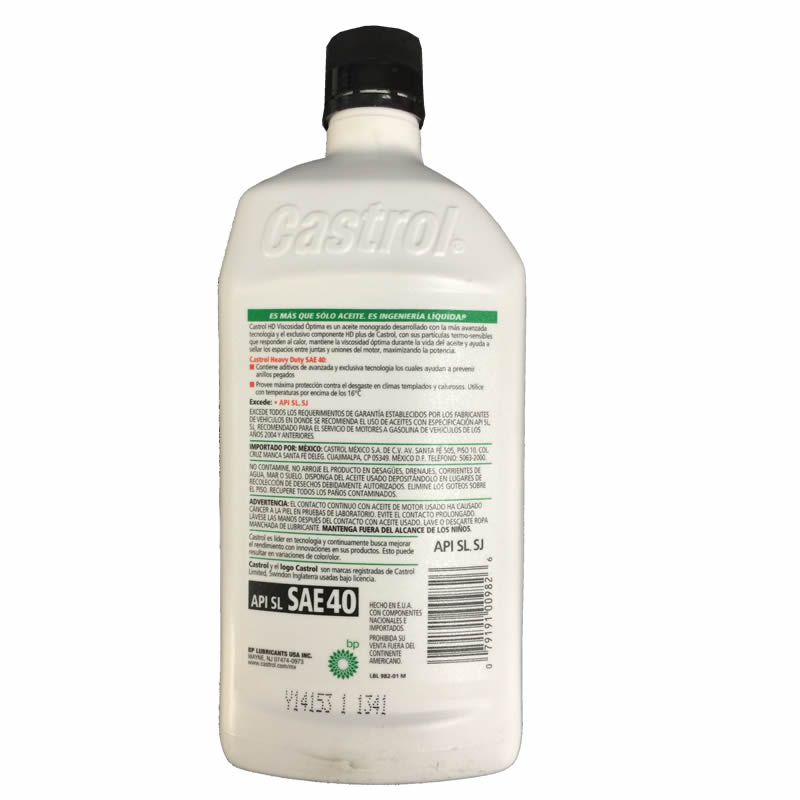 Castrol®
ES MÁS QUE SÓLO ACEITE. ES INGENIERÍA LÍQUIDA®
Castrol HD Viscosidad Óptima es un aceite monogrado desarrollado con la más avanzada
tecnología y el exclusivo componente HD plus de Castrol, con sus partículas termo-sensibles
que responden al calor, mantiene la viscosidad óptima durante la vida del aceite y ayuda a
sellar los espacios entre juntas y uniones del motor, maximizando la potencia.
Castrol Heavy Duty SAE 40:
Contiene aditivos de avanzada y exclusiva tecnología los cuales ayudan a prevenir
anillos pegados
Provee máxima protección contra el desgaste en climas templados y calurosos. Utilice
con temperaturas por encima de los 16°C
Excede: • API SL, SJ
EXCEDE TODOS LOS REQUERIMIENTOS DE GARANTÍA ESTABLECIDOS POR LOS FABRICANTES
DE VEHÍCULOS EN DONDE SE RECOMIENDA EL USO DE ACEITES CON ESPECIFICACIÓN API SL,
SJ, RECOMENDADO PARA EL SERVICIO DE MOTORES A GASOLINA DE VEHÍCULOS DE LOS
AÑOS 2004 Y ANTERIORES.
IMPORTADO POR: MÉXICO: CASTROL MÉXICO S.A. DE C.V. AV. SANTA FÉ 505, PISO 10. COL.
CRUZ MANCA SANTA FÉ DELEG. CUAJIMALPA, CP 05349. MÉXICO D.F. TELÉFONO: 5063-2000.
NO CONTAMINE, NO ARROJE EL PRODUCTO EN DESAGÜES, DRENAJES, CORRIENTES DE
AGUA, MAR O SUELO. DISPONGA DEL ACEITE USADO DEPOSITÁNDOLO EN LUGARES DE
RECOLECCIÓN DE DESECHOS DEBIDAMENTE AUTORIZADOS. ELIMINE LOS GOTEOS SOBRE
EL PISO. RECUPERE TODOS LOS PAÑOS CONTAMINADOS.
ADVERTENCIA: EL CONTACTO CONTINUO CON ACEITE DE MOTOR USADO HA CAUSADO
CÁNCER A LA PIEL EN PRUEBAS DE LABORATORIO. EVITE EL CONTACTO PROLONGADO.
LÁVESE LAS MANOS DESPUÉS DEL CONTACTO CON ACEITE USADO. LAVE O DESCARTE ROPA
MANCHADA DE LUBRICANTE. MANTENGA FUERA DEL ALCANCE DE LOS NIÑOS.
Castrol es líder en tecnología y continuamente busca mejorar
el rendimiento con innovaciones en sus productos. Esto puede
resultar en variaciones de color/olor.
API SL, SJ
Castrol y el logo Castrol son marcas registradas de Castrol
Limited, Swindon Inglaterra usadas bajo licencia.
API SL SAE 40
HECHO EN E.U.A.
CON COMPONENTES
NACIONALES E
IMPORTADOS.
PROHIBIDA SU
VENTA FUERA DEL
CONTINENTE
AMERICANO.
LBL 982-01 M
bp
BP LUBRICANTS USA INC.
WAYNE, NJ 07474-0973
www.castrol.com/mx
0 79191 00982 6
Y14153 1 1341